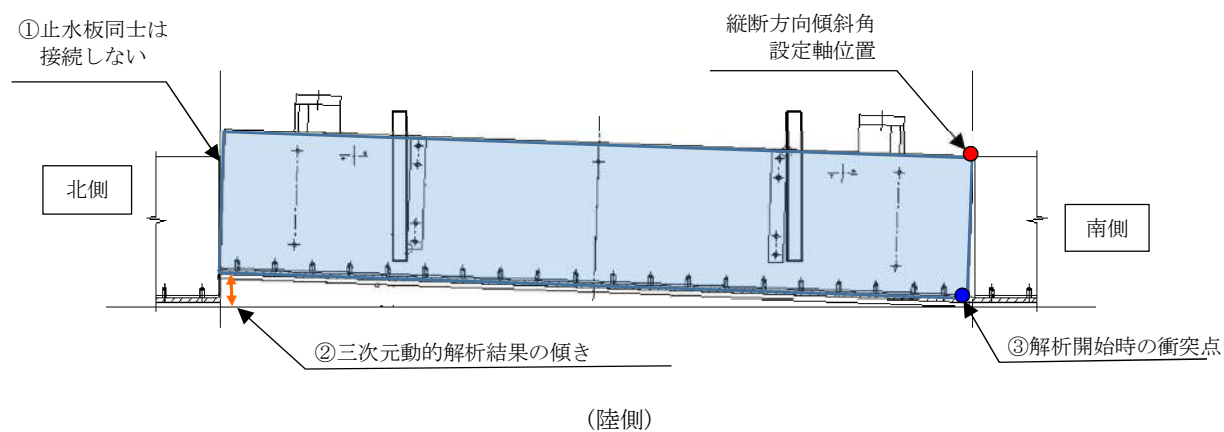 ①止水板同士は
接続しない
縦断方向傾斜角
設定軸位置
北側
南側
②三次元動的解析結果の傾き
③解析開始時の衝突点
（陸側）